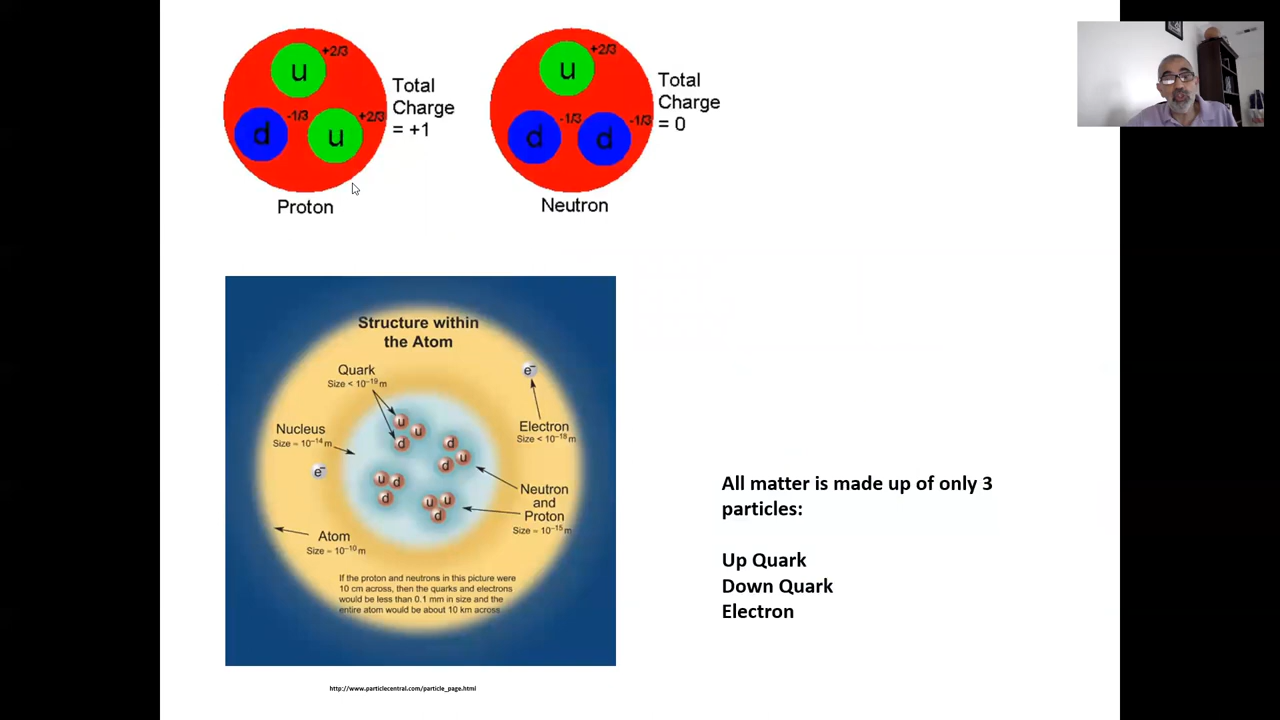 u
+2/3
d
-1/3
u
+2/3
Total
Charge
= +1
Proton
u
+2/3
d
-1/3
d
-1/3
Total
Charge
= 0
Neutron
Structure within
the Atom
Quark
Size < 10⁻¹⁹ m
Nucleus
Size ≈ 10⁻¹⁴ m
e⁻
Electron
Size < 10⁻¹⁸ m
e⁻
u
u
d
d
u
d
u
d
d
u
u
d
Neutron
and
Proton
Size ≈ 10⁻¹⁵ m
Atom
Size ≈ 10⁻¹⁰ m
If the proton and neutrons in this picture were
10 cm across, then the quarks and electrons
would be less than 0.1 mm in size and the
entire atom would be about 10 km across
http://www.particlecentral.com/particle_page.html
All matter is made up of only 3
particles:
Up Quark
Down Quark
Electron